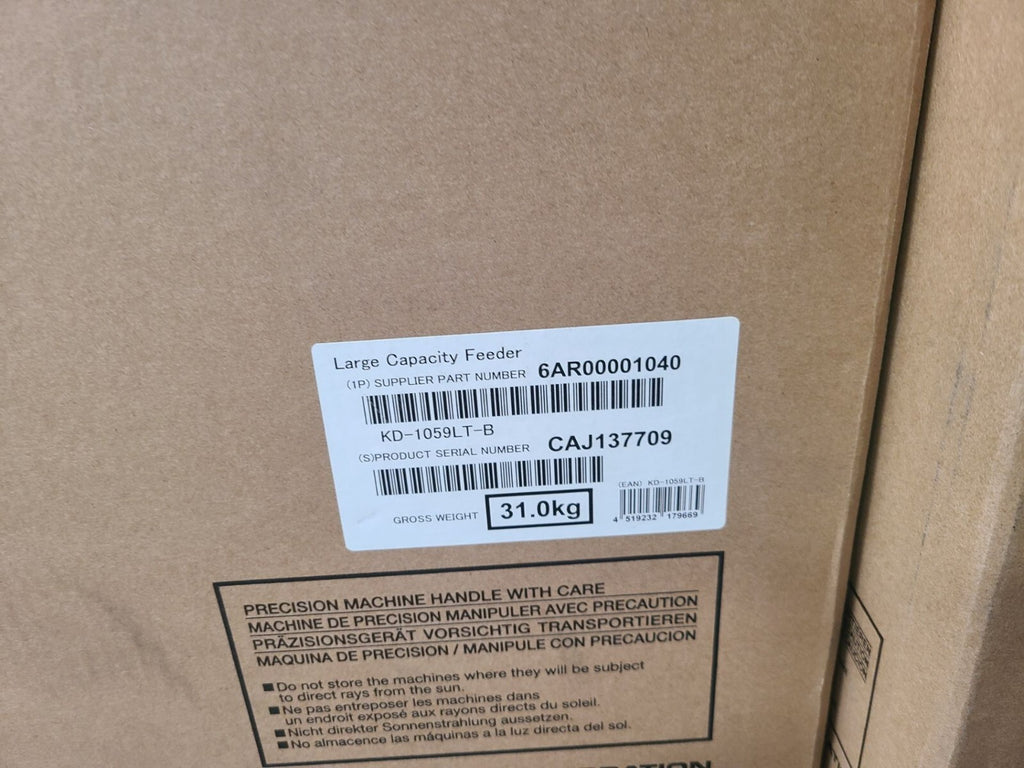 Large Capacity Feeder
(1P) SUPPLIER PART NUMBER 6AR00001040
KD-1059LT-B
(S)PRODUCT SERIAL NUMBER CAJ137709
(EAN) KD-1059LT-B
GROSS WEIGHT 31.0kg
4 519232 179669
PRECISION MACHINE HANDLE WITH CARE
MACHINE DE PRECISION MANIPULER AVEC PRECAUTION
PRÄZISIONSGERÄT VORSICHTIG TRANSPORTIEREN
MAQUINA DE PRECISION / MANIPULE CON PRECAUCION
■Do not store the machines where they will be subject
to direct rays from the sun.
■Ne pas entreposer les machines dans
un endroit exposé aux rayons directs du soleil.
■Nicht direkter Sonnenstrahlung aussetzen.
■No almacence las máquinas a la luz directa del sol.